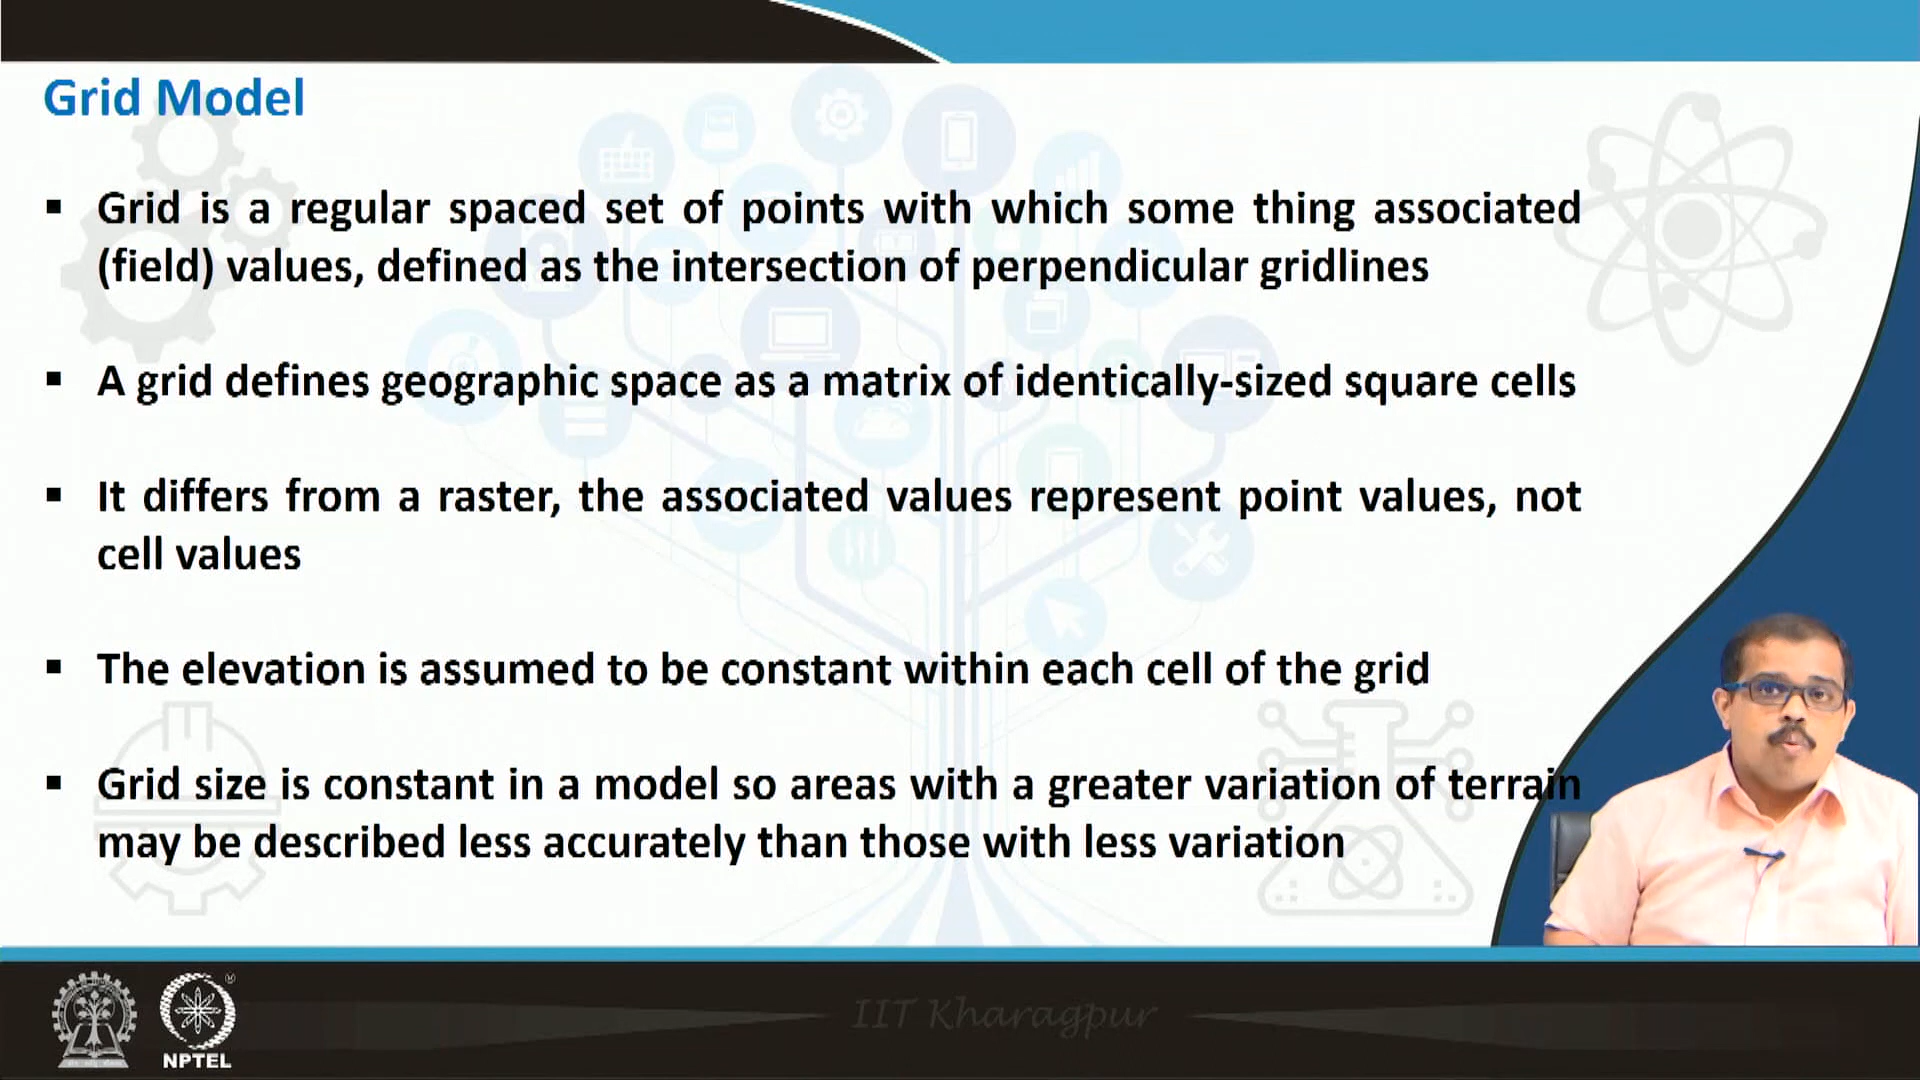 Grid Model
▪ Grid is a regular spaced set of points with which some thing associated
(field) values, defined as the intersection of perpendicular gridlines
▪ A grid defines geographic space as a matrix of identically-sized square cells
▪ It differs from a raster, the associated values represent point values, not
cell values
▪ The elevation is assumed to be constant within each cell of the grid
▪ Grid size is constant in a model so areas with a greater variation of terrain
may be described less accurately than those with less variation
IIT Kharagpur
NPTEL